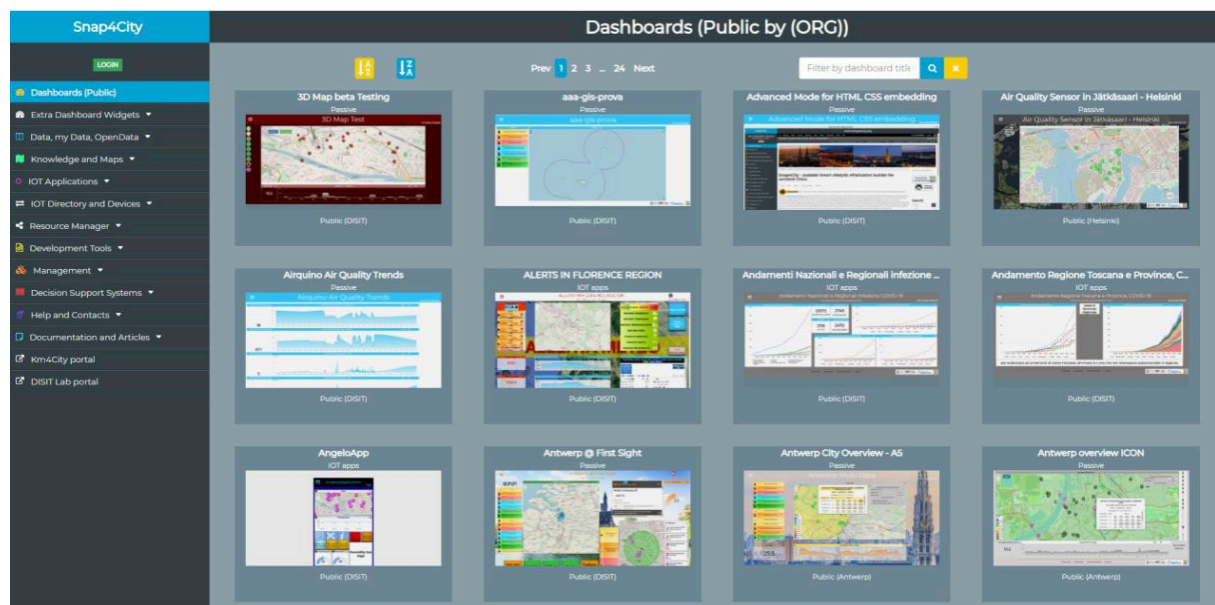 Snap4City
Dashboards (Public by (ORG))
LOGIN
Dashboards (Public)
Extra Dashboard Widgets
Data, my Data, OpenData
Knowledge and Maps
IOT Applications
IOT Directory and Devices
Resource Manager
Development Tools
Management
Decision Support Systems
Help and Contacts
Documentation and Articles
Km4City portal
DISIT Lab portal
Prev 1 2 3 ... 24 Next
Filter by dashboard title
3D Map beta Testing
Passive
3D Map Test
Public (DISIT)
aaa-gis-prova
Passive
aaa-gis-prova
Public (DISIT)
Advanced Mode for HTML CSS embedding
Passive
Advanced Mode for HTML CSS embedding
Public (DISIT)
Air Quality Sensor in Jätkäsaari - Helsinki
Passive
Air Quality Sensor in Jätkäsaari - Helsinki
Public (Helsinki)
Airquino Air Quality Trends
Passive
Airquino Air Quality Trends
Public (DISIT)
ALERTS IN FLORENCE REGION
IOT apps
Public (DISIT)
Andamenti Nazionali e Regionali infezione ...
IOT apps
Public (DISIT)
Andamento Regione Toscana e Province, C...
IOT apps
Public (DISIT)
AngeloApp
IOT apps
Public (DISIT)
Antwerp @ First Sight
Passive
Public (DISIT)
Antwerp City Overview - A5
Passive
Public (Antwerp)
Antwerp overview ICON
Passive
Public (Antwerp)